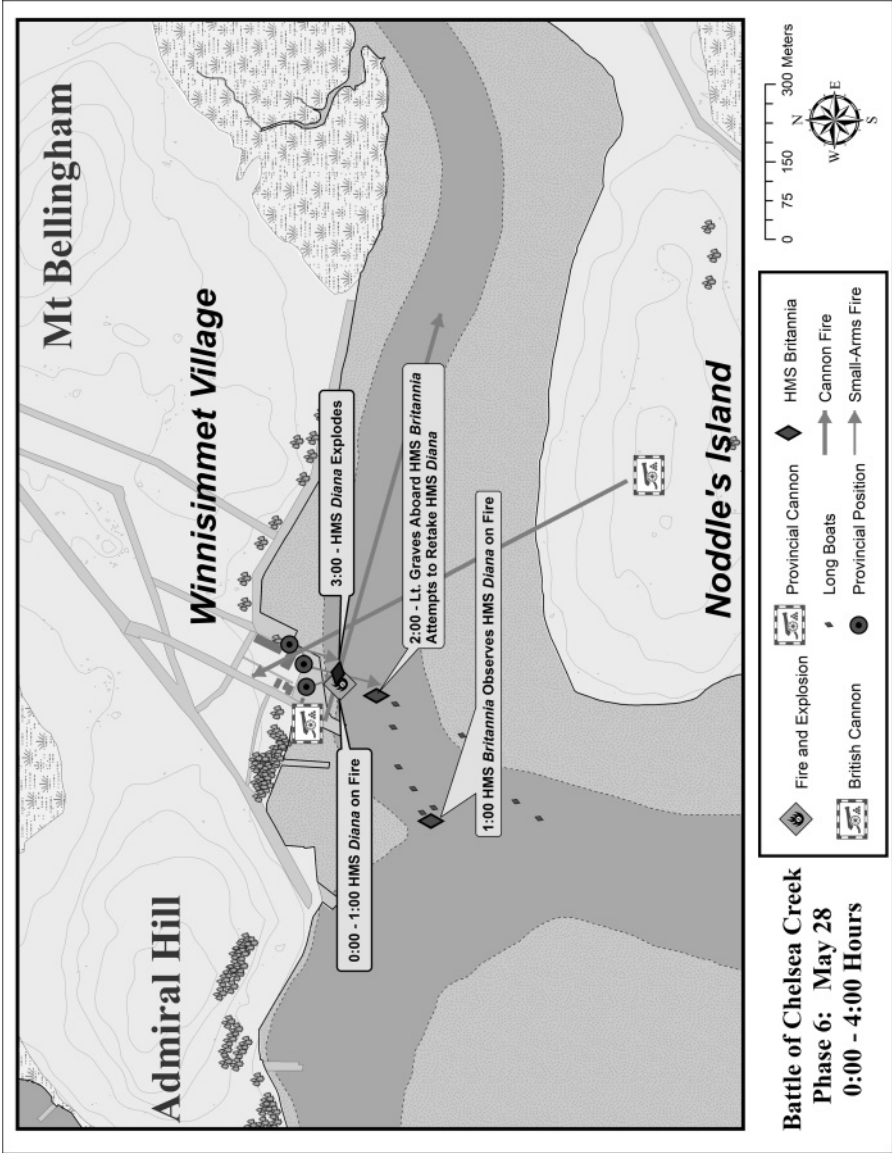 Mt Bellingham
Winnisimmet Village
Admiral Hill
3:00 - HMS Diana Explodes
0:00 - 1:00 HMS Diana on Fire
2:00 - Lt. Graves Aboard HMS Britannia
Attempts to Retake HMS Diana
1:00 HMS Britannia Observes HMS Diana on Fire
Noddle's Island
Battle of Chelsea Creek
Phase 6: May 28
0:00 - 4:00 Hours
Fire and Explosion
Provincial Cannon
HMS Britannia
British Cannon
Long Boats
Cannon Fire
Provincial Position
Small-Arms Fire
0 75 150 300 Meters
N
W E
S